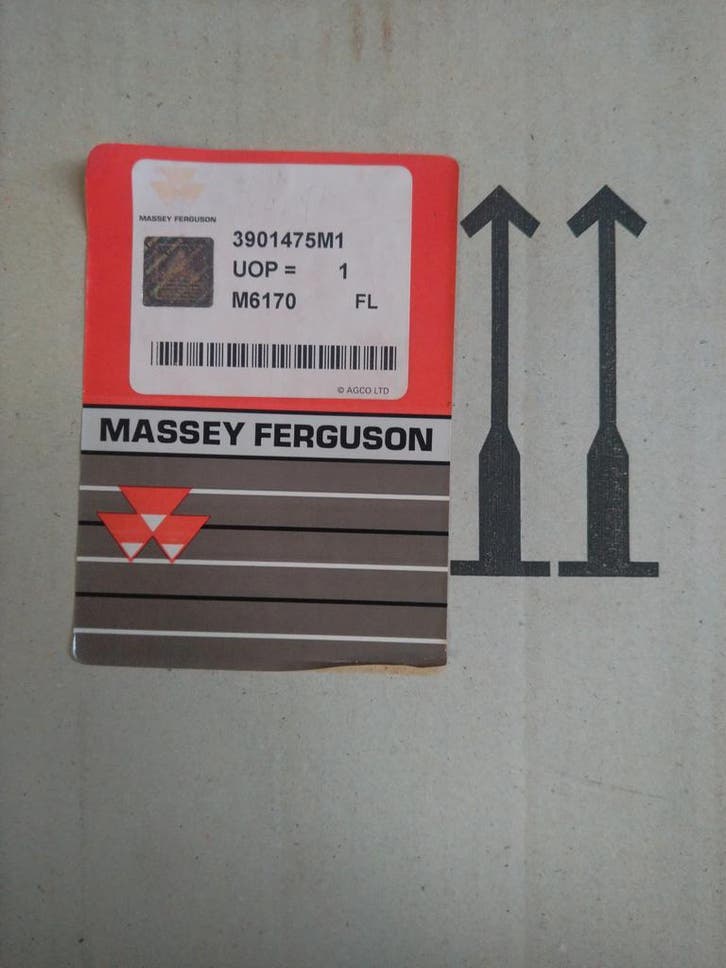 MASSEY FERGUSON
3901475M1
UOP = 1
M6170 FL
© AGCO LTD
MASSEY FERGUSON